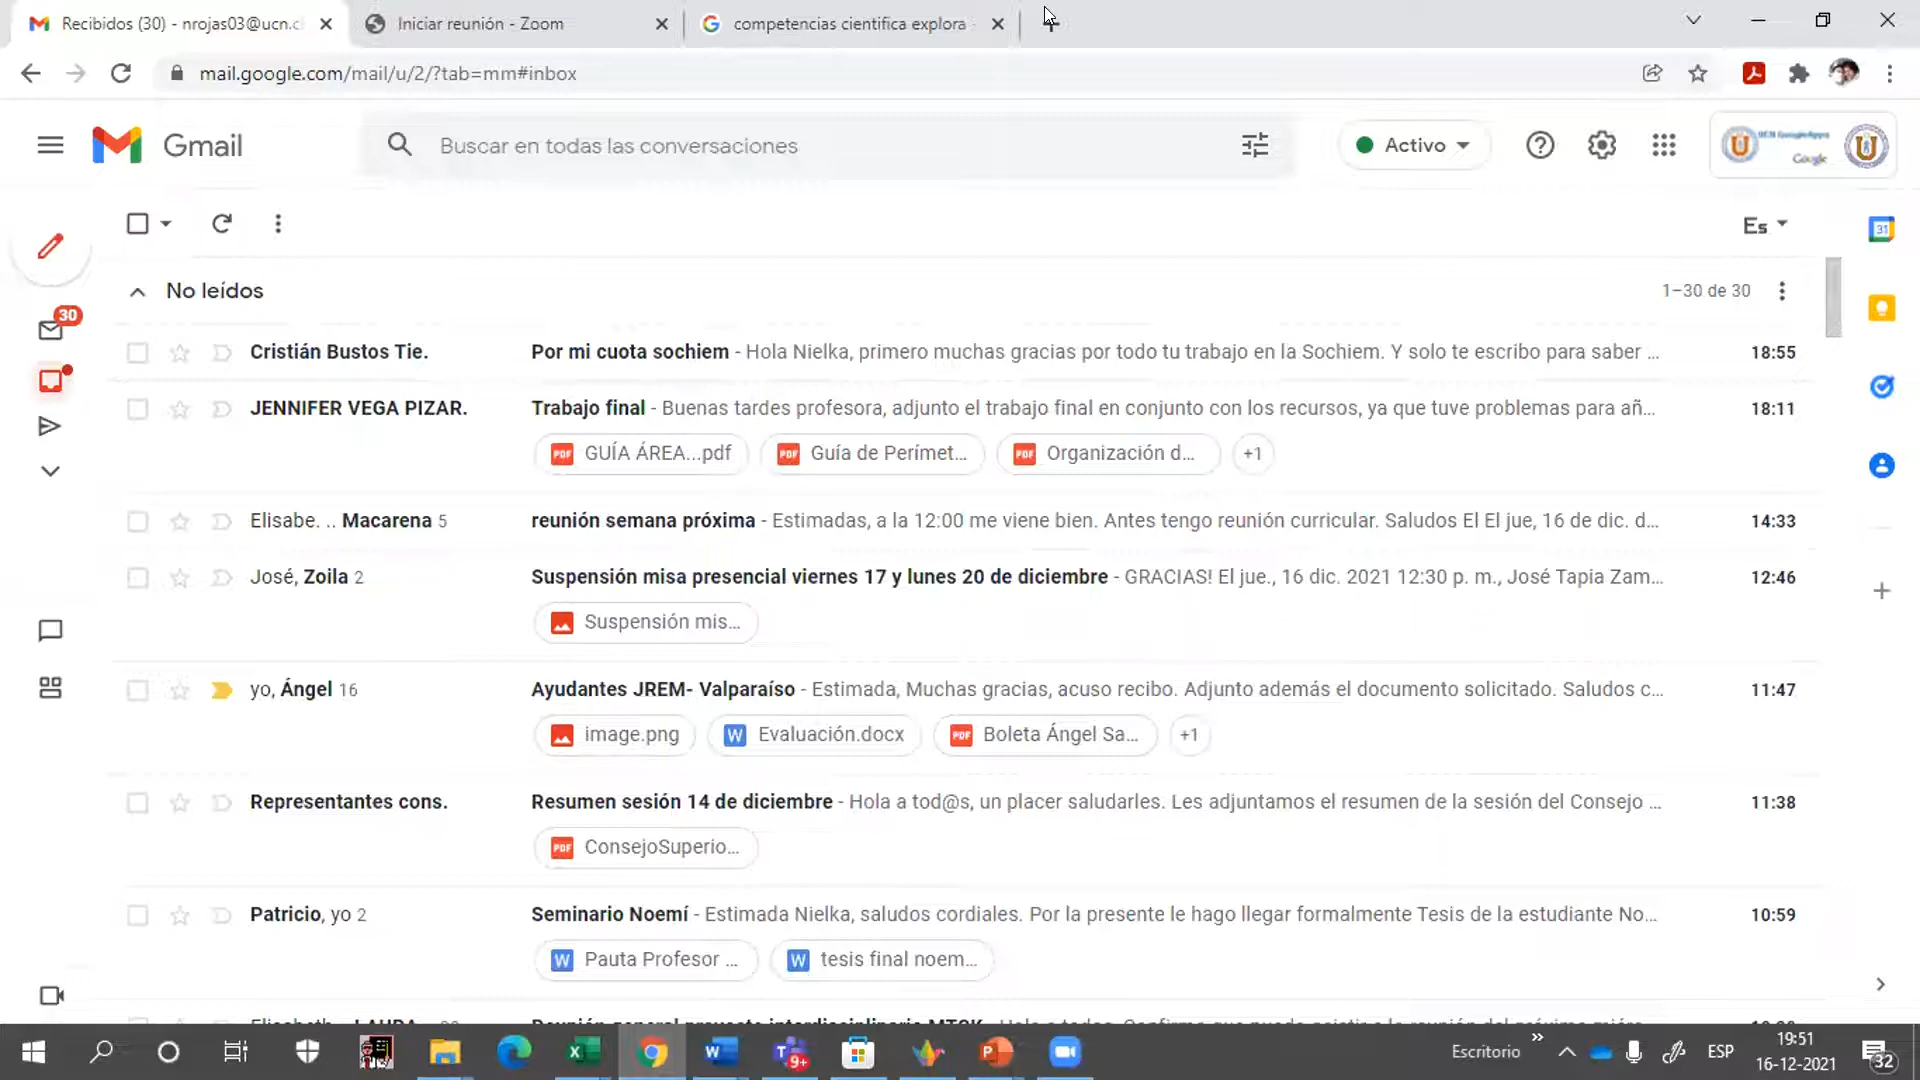 Recibidos (30) - nrojas03@ucn.c
Iniciar reunión - Zoom
competencias cientifica explora
mail.google.com/mail/u/2/?tab=mm#inbox
Gmail
Buscar en todas las conversaciones
Activo
UCN GoogleApps
Google
Es
31
No leídos
1–30 de 30
30
Cristián Bustos Tie.
Por mi cuota sochiem - Hola Nielka, primero muchas gracias por todo tu trabajo en la Sochiem. Y solo te escribo para saber ...
18:55
JENNIFER VEGA PIZAR.
Trabajo final - Buenas tardes profesora, adjunto el trabajo final en conjunto con los recursos, ya que tuve problemas para añ...
18:11
PDF GUÍA ÁREA...pdf
PDF Guía de Perímet...
PDF Organización d...
+1
Elisabe. .. Macarena 5
reunión semana próxima - Estimadas, a la 12:00 me viene bien. Antes tengo reunión curricular. Saludos El El jue, 16 de dic. d...
14:33
José, Zoila 2
Suspensión misa presencial viernes 17 y lunes 20 de diciembre - GRACIAS! El jue., 16 dic. 2021 12:30 p. m., José Tapia Zam...
12:46
Suspensión mis...
yo, Ángel 16
Ayudantes JREM- Valparaíso - Estimada, Muchas gracias, acuso recibo. Adjunto además el documento solicitado. Saludos c...
11:47
image.png
W Evaluación.docx
PDF Boleta Ángel Sa...
+1
Representantes cons.
Resumen sesión 14 de diciembre - Hola a tod@s, un placer saludarles. Les adjuntamos el resumen de la sesión del Consejo ...
11:38
PDF ConsejoSuperio...
Patricio, yo 2
Seminario Noemí - Estimada Nielka, saludos cordiales. Por la presente le hago llegar formalmente Tesis de la estudiante No...
10:59
W Pauta Profesor ...
W tesis final noem...
Escritorio
ESP
19:51
16-12-2021
9+
32